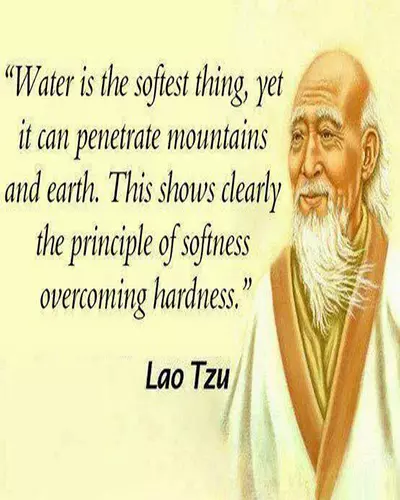 “Water is the softest thing, yet
it can penetrate mountains
and earth. This shows clearly
the principle of softness
overcoming hardness.”
Lao Tzu